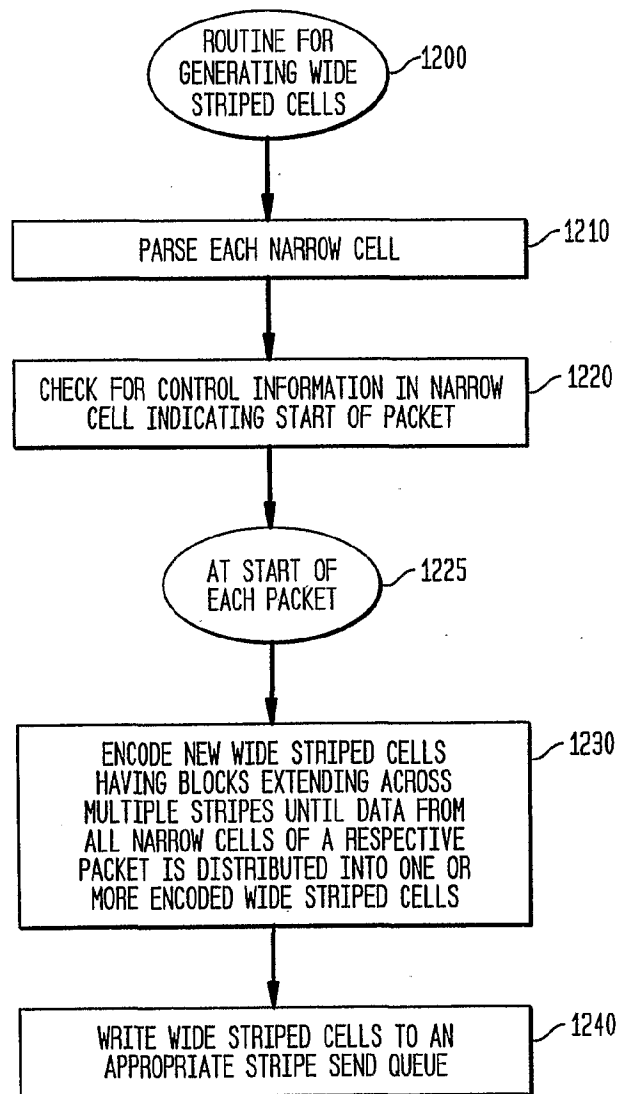 ROUTINE FOR
GENERATING WIDE
STRIPED CELLS
1200
PARSE EACH NARROW CELL
1210
CHECK FOR CONTROL INFORMATION IN NARROW
CELL INDICATING START OF PACKET
1220
AT START OF
EACH PACKET
1225
ENCODE NEW WIDE STRIPED CELLS
HAVING BLOCKS EXTENDING ACROSS
MULTIPLE STRIPES UNTIL DATA FROM
ALL NARROW CELLS OF A RESPECTIVE
PACKET IS DISTRIBUTED INTO ONE OR
MORE ENCODED WIDE STRIPED CELLS
1230
WRITE WIDE STRIPED CELLS TO AN
APPROPRIATE STRIPE SEND QUEUE
1240